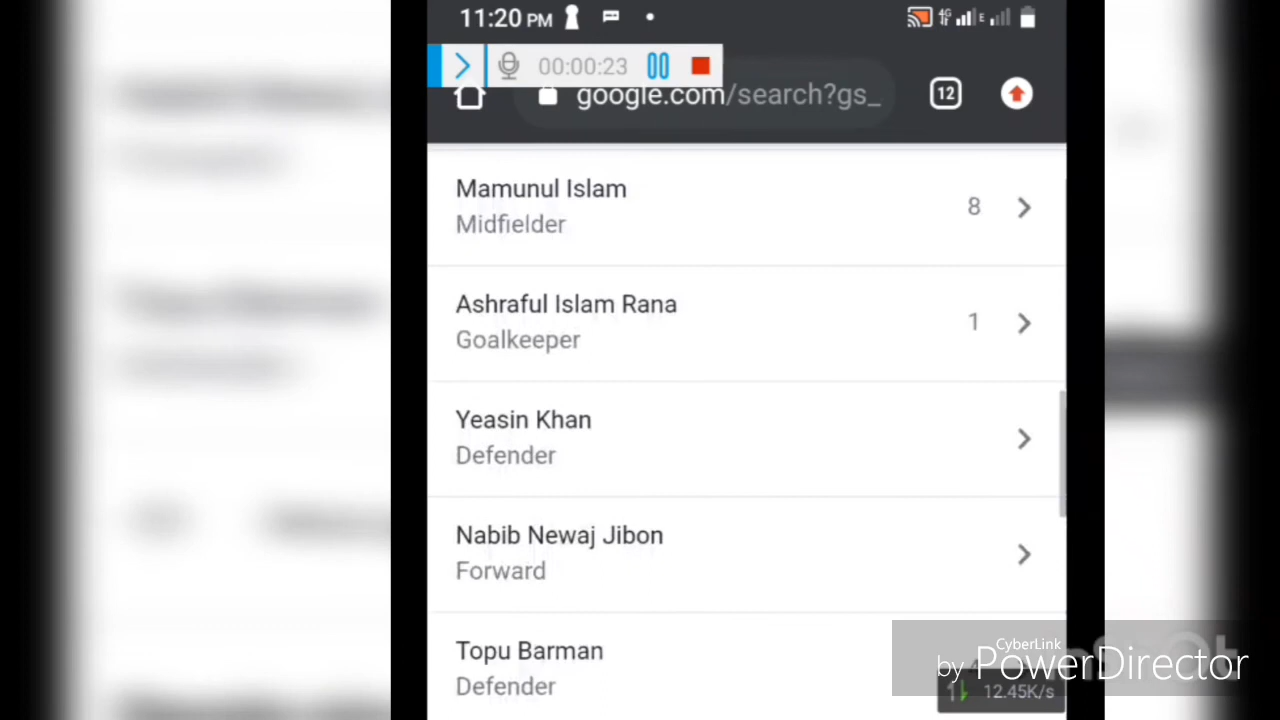 11:20 PM
4G E
00:00:23
google.com/search?gs_
12
Mamunul Islam
Midfielder
8
Ashraful Islam Rana
Goalkeeper
1
Yeasin Khan
Defender
Nabib Newaj Jibon
Forward
Topu Barman
Defender
CyberLink
by PowerDirector
12.45K/s